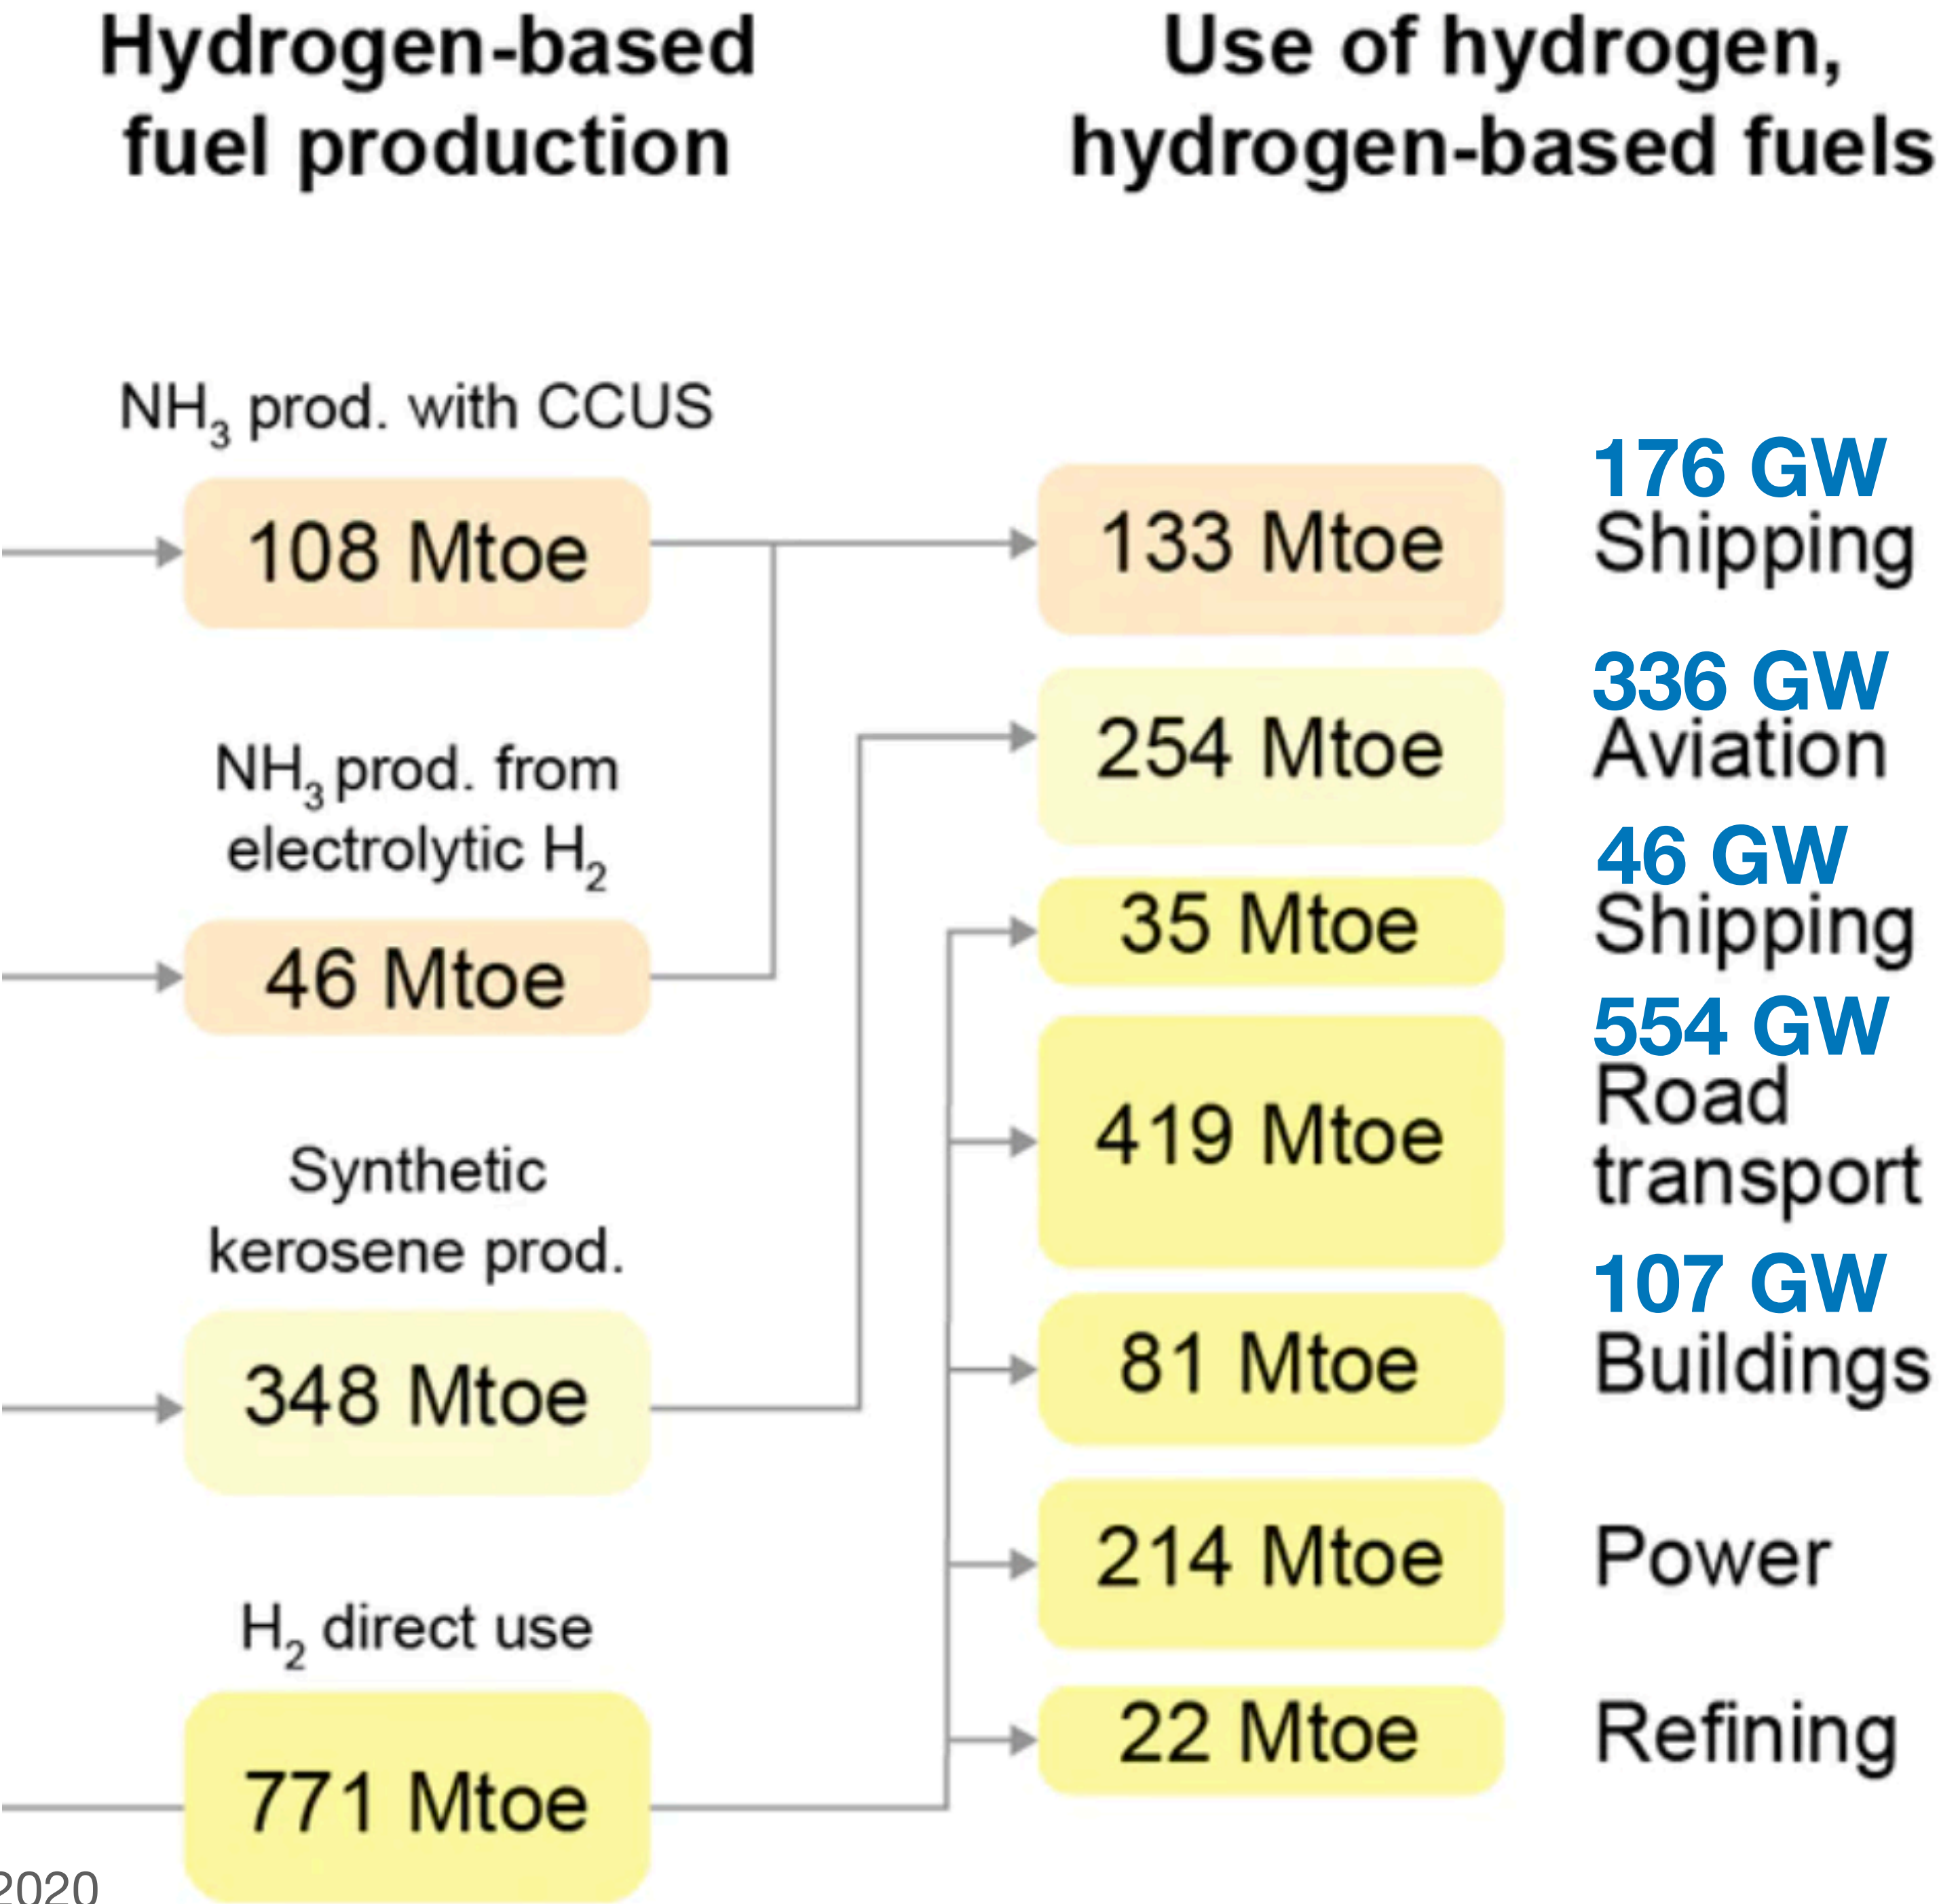 Hydrogen-based
fuel production
Use of hydrogen,
hydrogen-based fuels
NH₃ prod. with CCUS
108 Mtoe
NH₃ prod. from
electrolytic H₂
46 Mtoe
Synthetic
kerosene prod.
348 Mtoe
H₂ direct use
771 Mtoe
133 Mtoe
176 GW
Shipping
254 Mtoe
336 GW
Aviation
35 Mtoe
46 GW
Shipping
419 Mtoe
554 GW
Road
transport
81 Mtoe
107 GW
Buildings
214 Mtoe
Power
22 Mtoe
Refining
2020